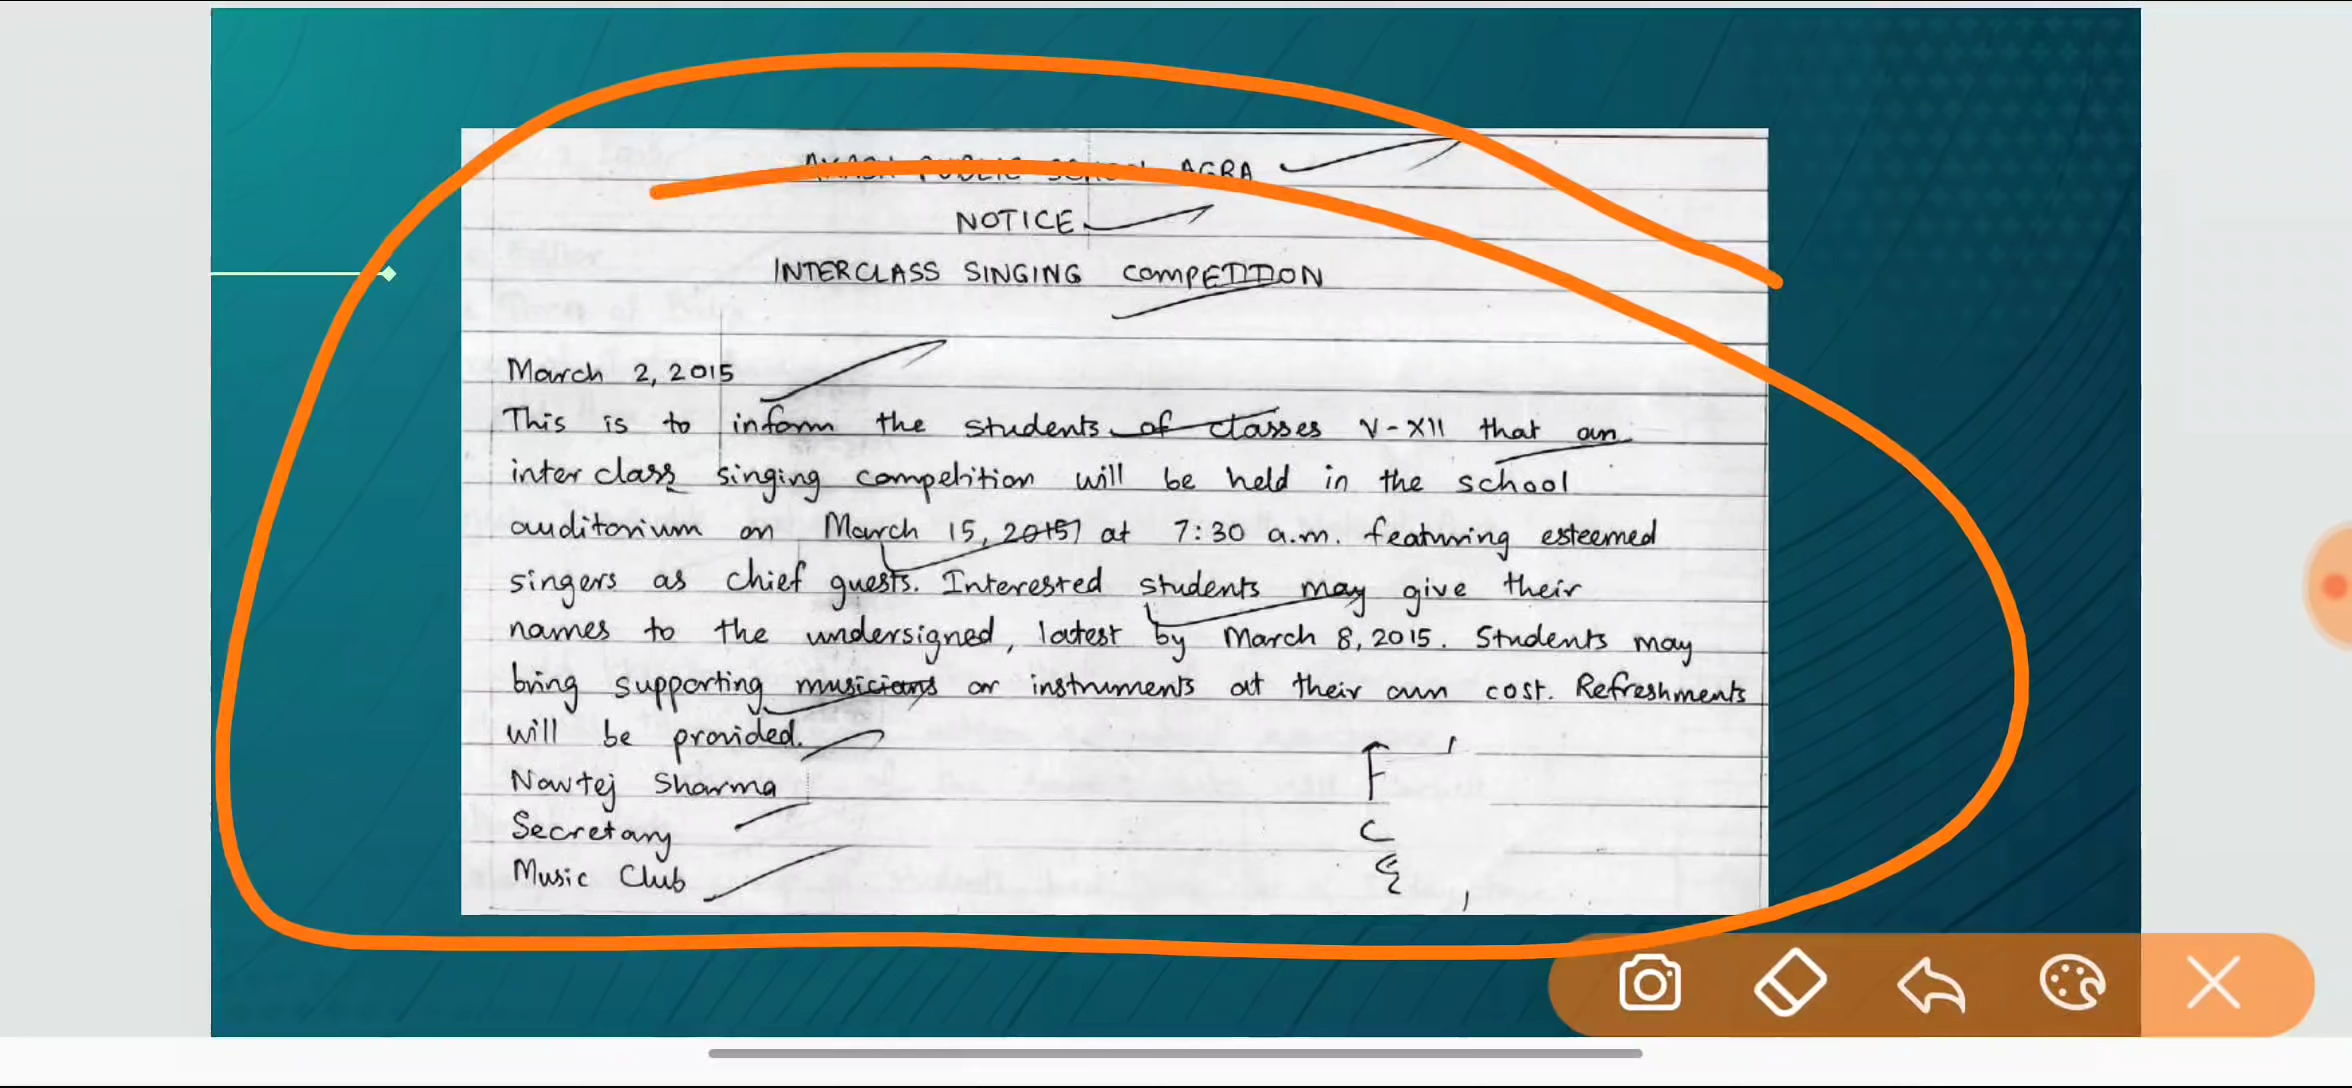 AKASH PUBLIC SCHOOL AGRA
NOTICE
INTERCLASS SINGING COMPETITION
March 2, 2015
This is to inform the students of classes V-XII that an
inter class singing competition will be held in the school
auditorium on March 15, 2015 at 7:30 a.m. featuring esteemed
singers as chief guests. Interested students may give their
names to the undersigned, latest by March 8, 2015. Students may
bring supporting musicians or instruments at their own cost. Refreshments
will be provided.
Navtej Sharma
Secretary
Music Club
F
C